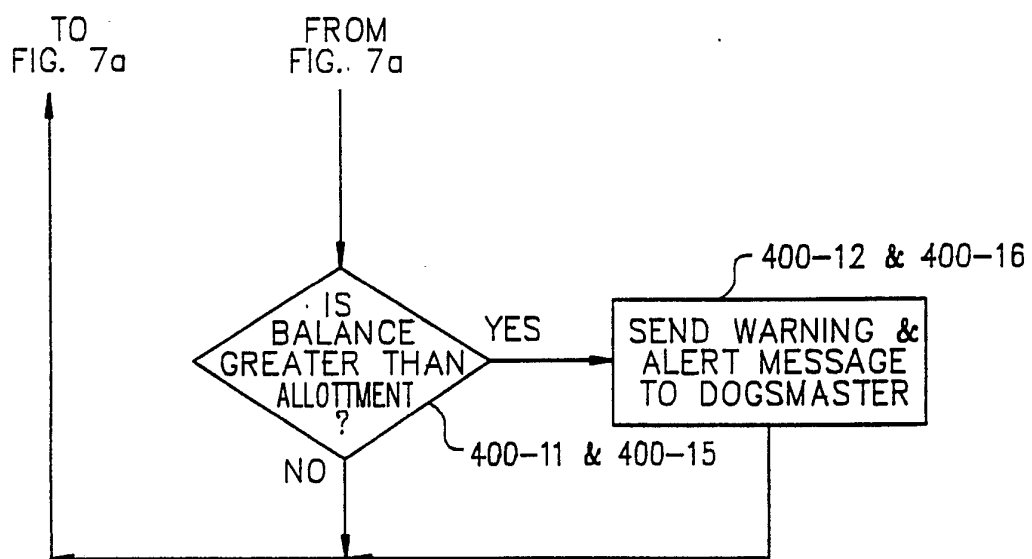 TO
FIG. 7a
FROM
FIG. 7a
IS
BALANCE
GREATER THAN
ALLOTTMENT
?
YES
NO
400-11 & 400-15
400-12 & 400-16
SEND WARNING &
ALERT MESSAGE
TO DOGSMASTER